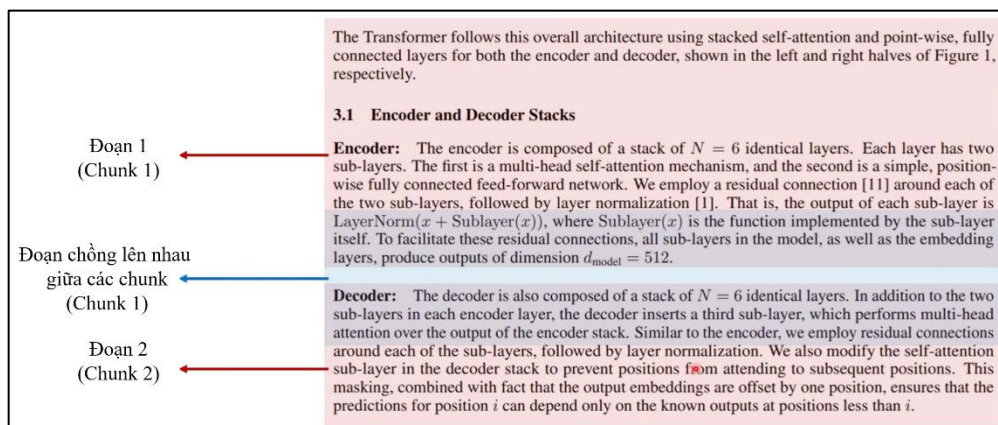 The Transformer follows this overall architecture using stacked self-attention and point-wise, fully
connected layers for both the encoder and decoder, shown in the left and right halves of Figure 1,
respectively.
3.1 Encoder and Decoder Stacks
Encoder: The encoder is composed of a stack of N = 6 identical layers. Each layer has two
sub-layers. The first is a multi-head self-attention mechanism, and the second is a simple, position-
wise fully connected feed-forward network. We employ a residual connection [11] around each of
the two sub-layers, followed by layer normalization [1]. That is, the output of each sub-layer is
LayerNorm(x + Sublayer(x)), where Sublayer(x) is the function implemented by the sub-layer
itself. To facilitate these residual connections, all sub-layers in the model, as well as the embedding
layers, produce outputs of dimension d_model = 512.
Decoder: The decoder is also composed of a stack of N = 6 identical layers. In addition to the two
sub-layers in each encoder layer, the decoder inserts a third sub-layer, which performs multi-head
attention over the output of the encoder stack. Similar to the encoder, we employ residual connections
around each of the sub-layers, followed by layer normalization. We also modify the self-attention
sub-layer in the decoder stack to prevent positions from attending to subsequent positions. This
masking, combined with fact that the output embeddings are offset by one position, ensures that the
predictions for position i can depend only on the known outputs at positions less than i.
Đoạn 1
(Chunk 1)
Đoạn chồng lên nhau
giữa các chunk
(Chunk 1)
Đoạn 2
(Chunk 2)